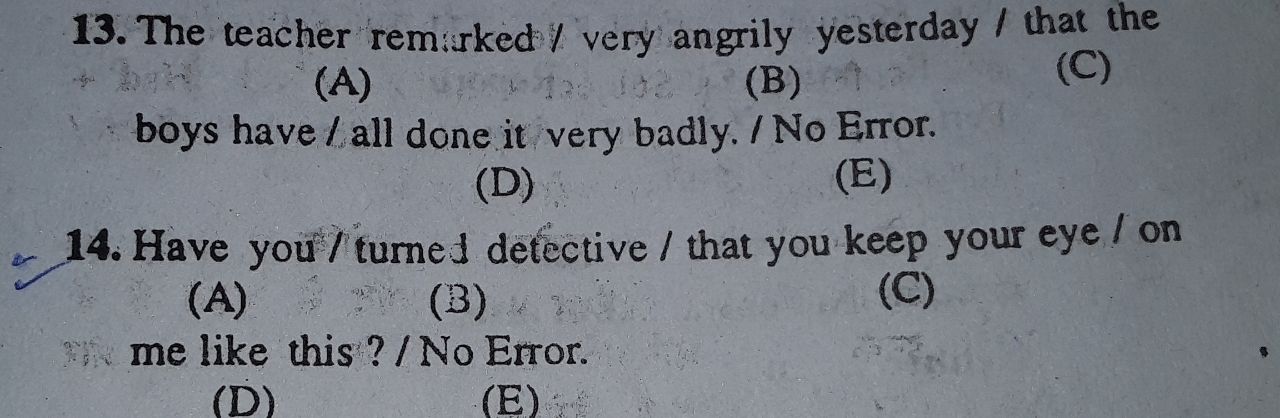 13. The teacher remarked / very angrily yesterday / that the
(A) (B) (C)
boys have / all done it very badly. / No Error.
(D) (E)
14. Have you / turned detective / that you keep your eye / on
(A) (B) (C)
me like this ? / No Error.
(D) (E)